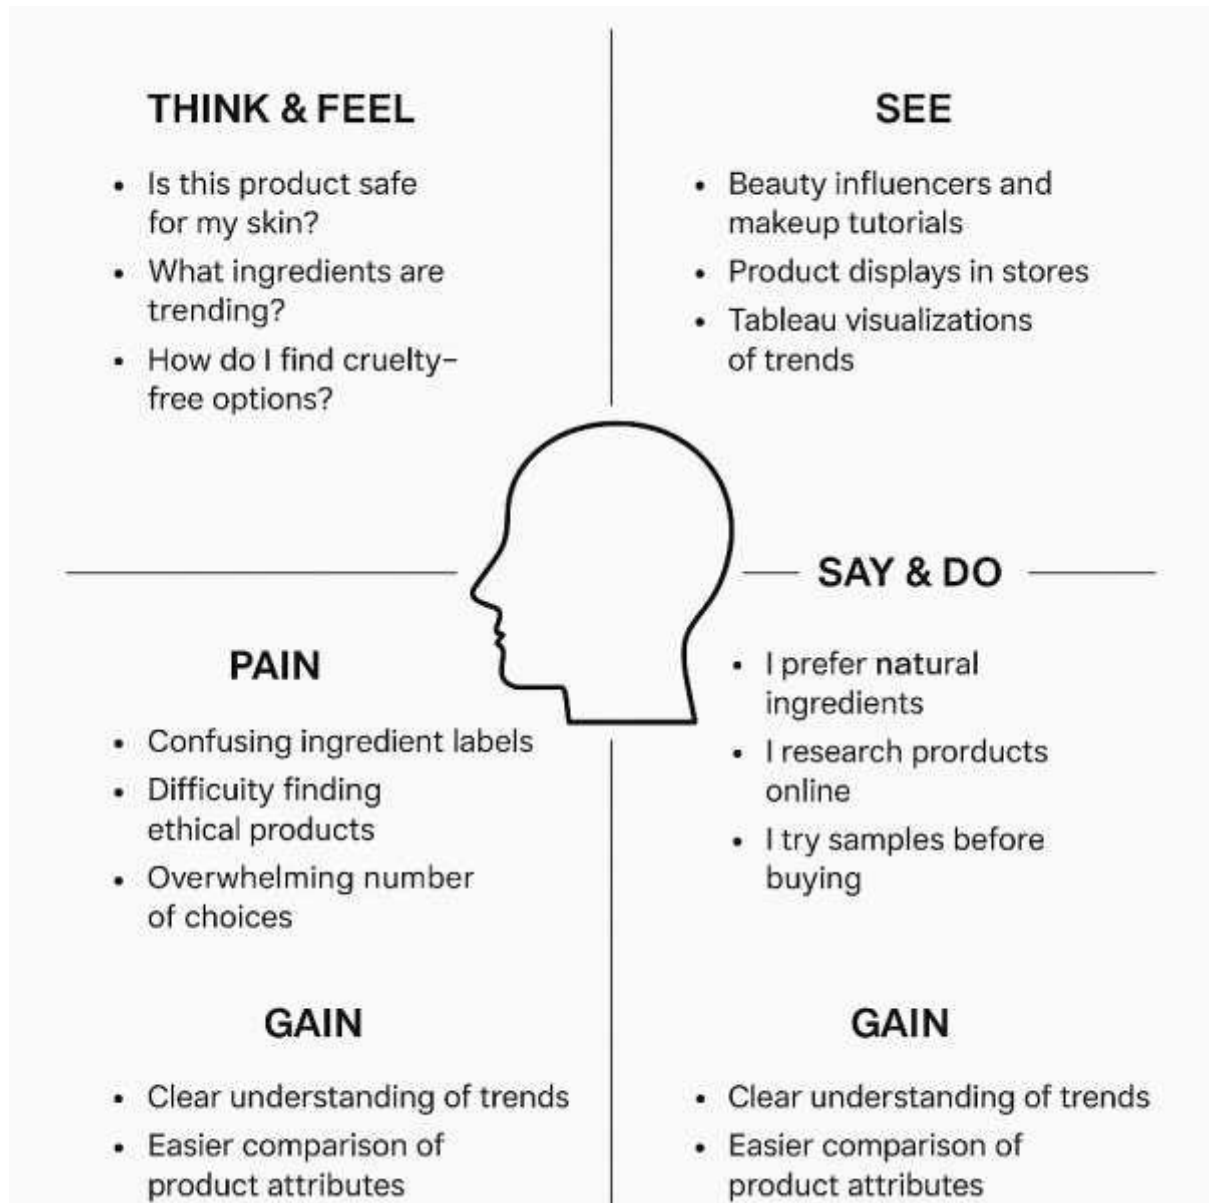 THINK & FEEL
• Is this product safe
for my skin?
• What ingredients are
trending?
• How do I find cruelty-
free options?
SEE
• Beauty influencers and
makeup tutorials
• Product displays in stores
• Tableau visualizations
of trends
PAIN
• Confusing ingredient labels
• Difficuity finding
ethical products
• Overwhelming number
of choices
SAY & DO
• I prefer natural
ingredients
• I research prorducts
online
• I try samples before
buying
GAIN
• Clear understanding of trends
• Easier comparison of
product attributes
GAIN
• Clear understanding of trends
• Easier comparison of
product attributes